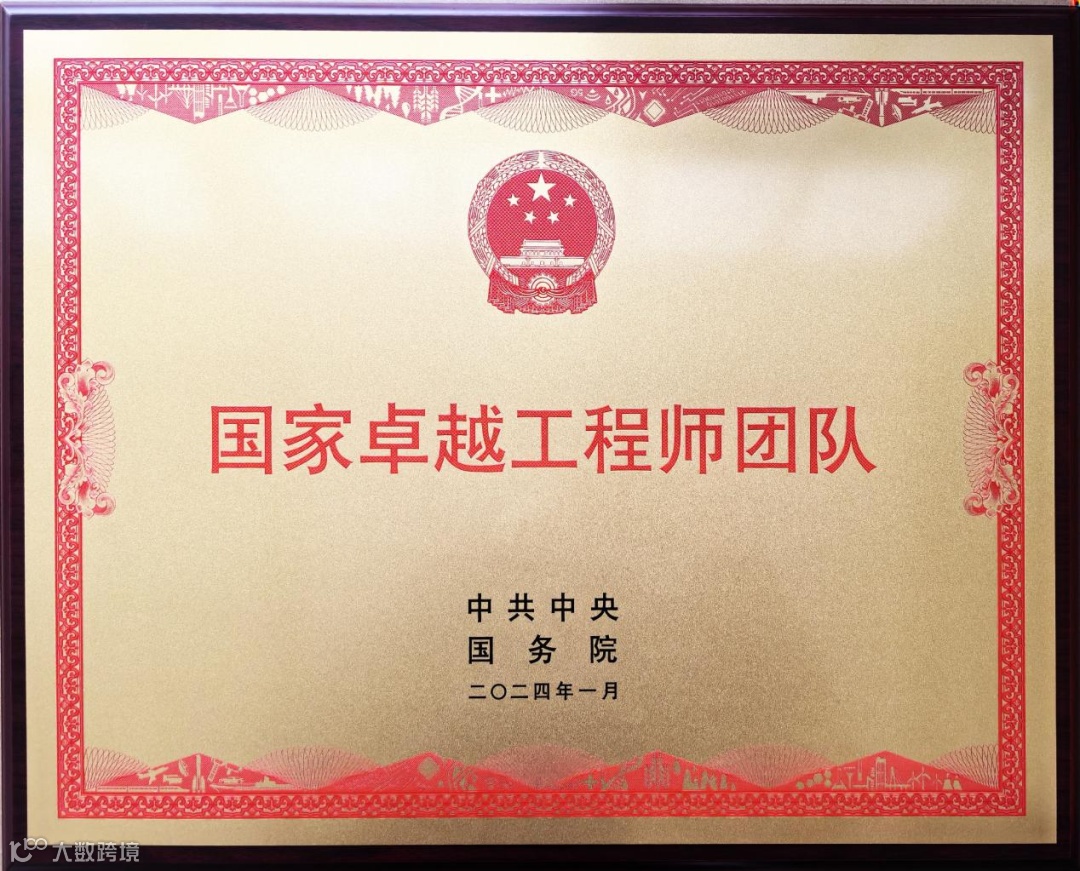 国家卓越工程师团队
中共中央
国务院
二〇二四年一月
大数跨境